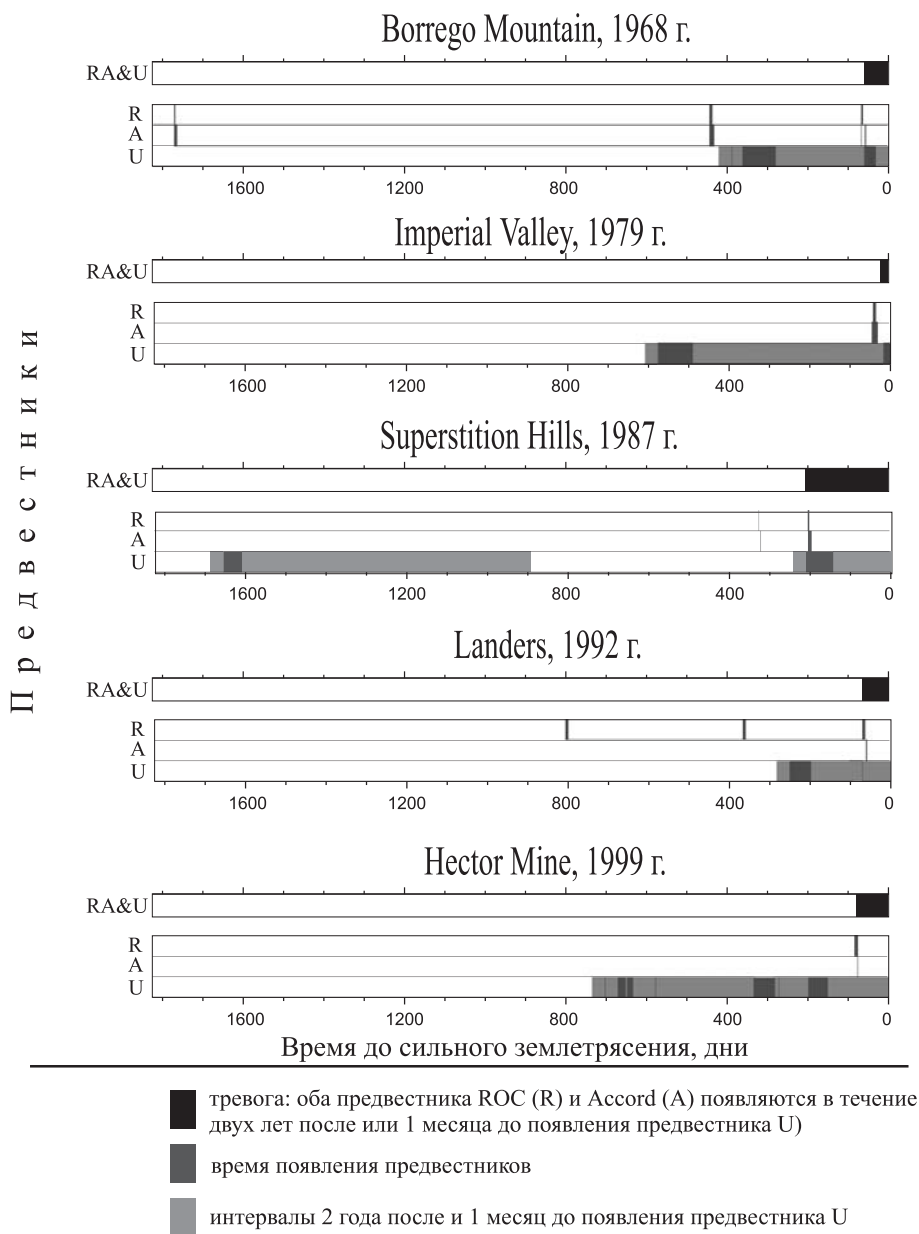 Предвестники
Borrego Mountain, 1968 г.
RA&U
R
A
U
1600 1200 800 400 0
Imperial Valley, 1979 г.
RA&U
R
A
U
1600 1200 800 400 0
Superstition Hills, 1987 г.
RA&U
R
A
U
1600 1200 800 400 0
Landers, 1992 г.
RA&U
R
A
U
1600 1200 800 400 0
Hector Mine, 1999 г.
RA&U
R
A
U
1600 1200 800 400 0
Время до сильного землетрясения, дни
тревога: оба предвестника ROC (R) и Accord (A) появляются в течение
двух лет после или 1 месяца до появления предвестника U)
время появления предвестников
интервалы 2 года после и 1 месяц до появления предвестника U